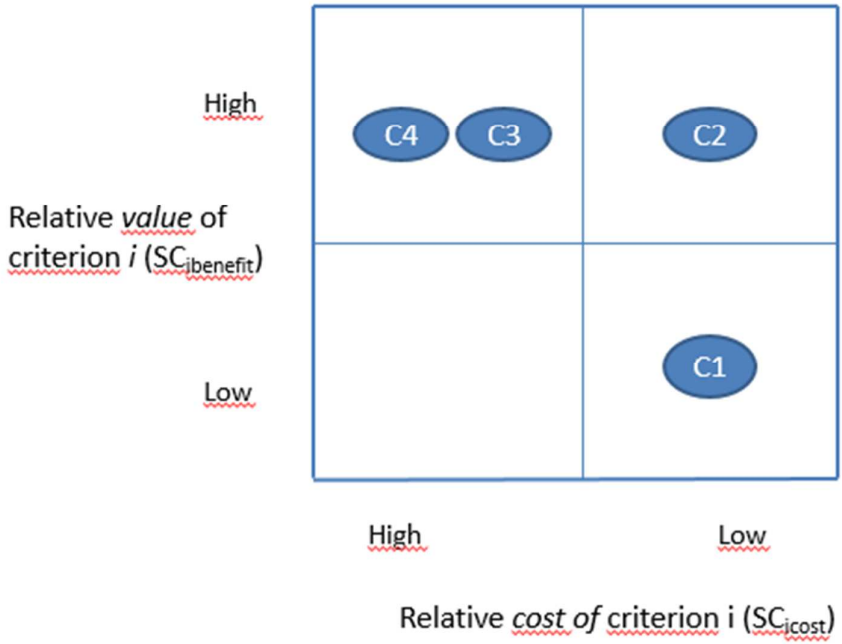 High
C4 C3 C2
Relative value of
criterion i (SCibenefit)
C1
Low
High Low
Relative cost of criterion i (SCicost)